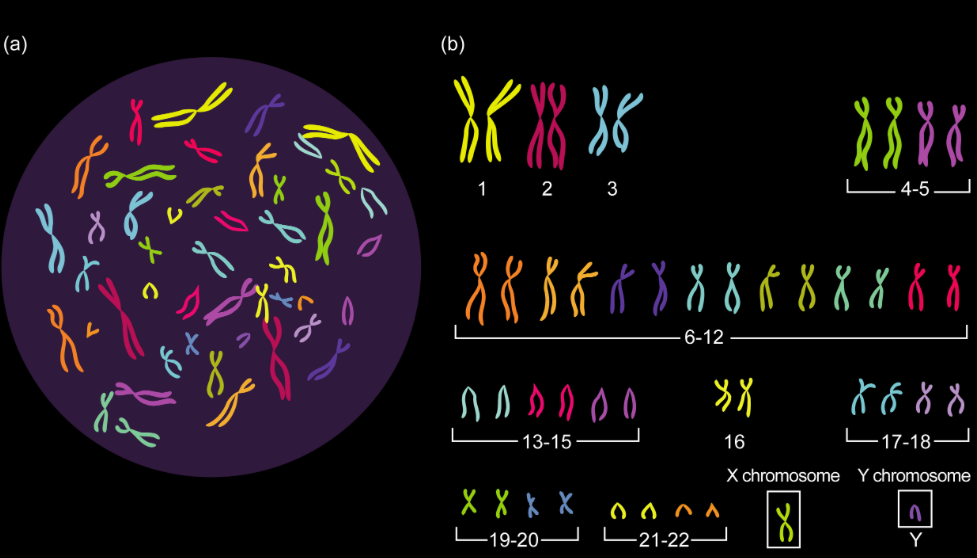 (a)
(b)
1
2
3
4-5
6-12
13-15
16
17-18
X chromosome
Y chromosome
19-20
21-22
Y